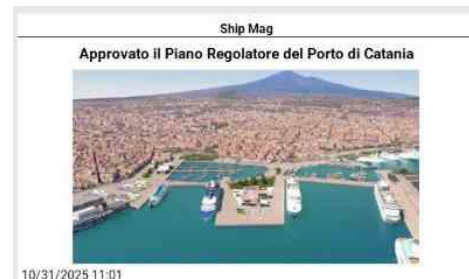 Ship Mag
Approvato il Piano Regolatore del Porto di Catania
10/31/2025 11:01